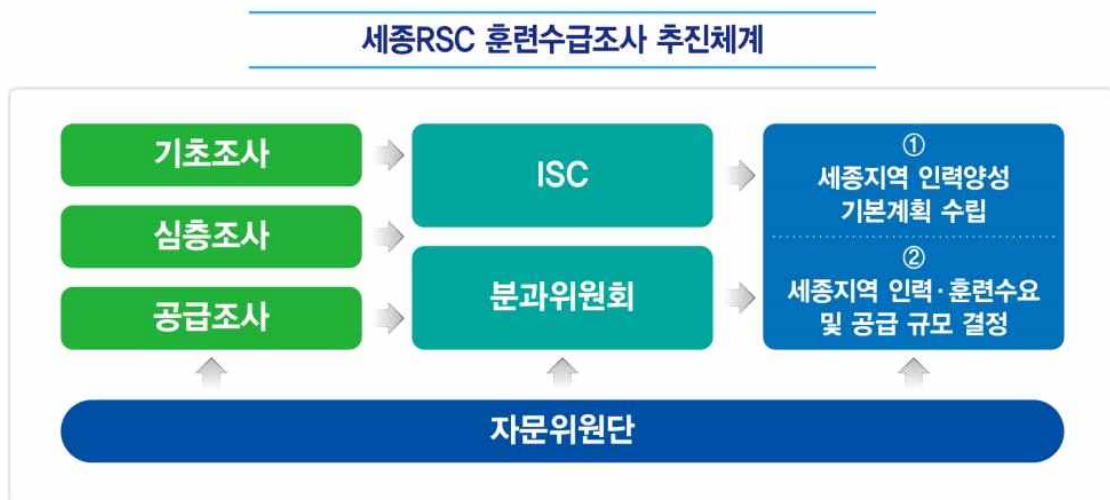 세종RSC 훈련수급조사 추진체계
기초조사
심층조사
공급조사
ISC
분과위원회
①
세종지역 인력양성
기본계획 수립
②
세종지역 인력·훈련수요
및 공급 규모 결정
자문위원단